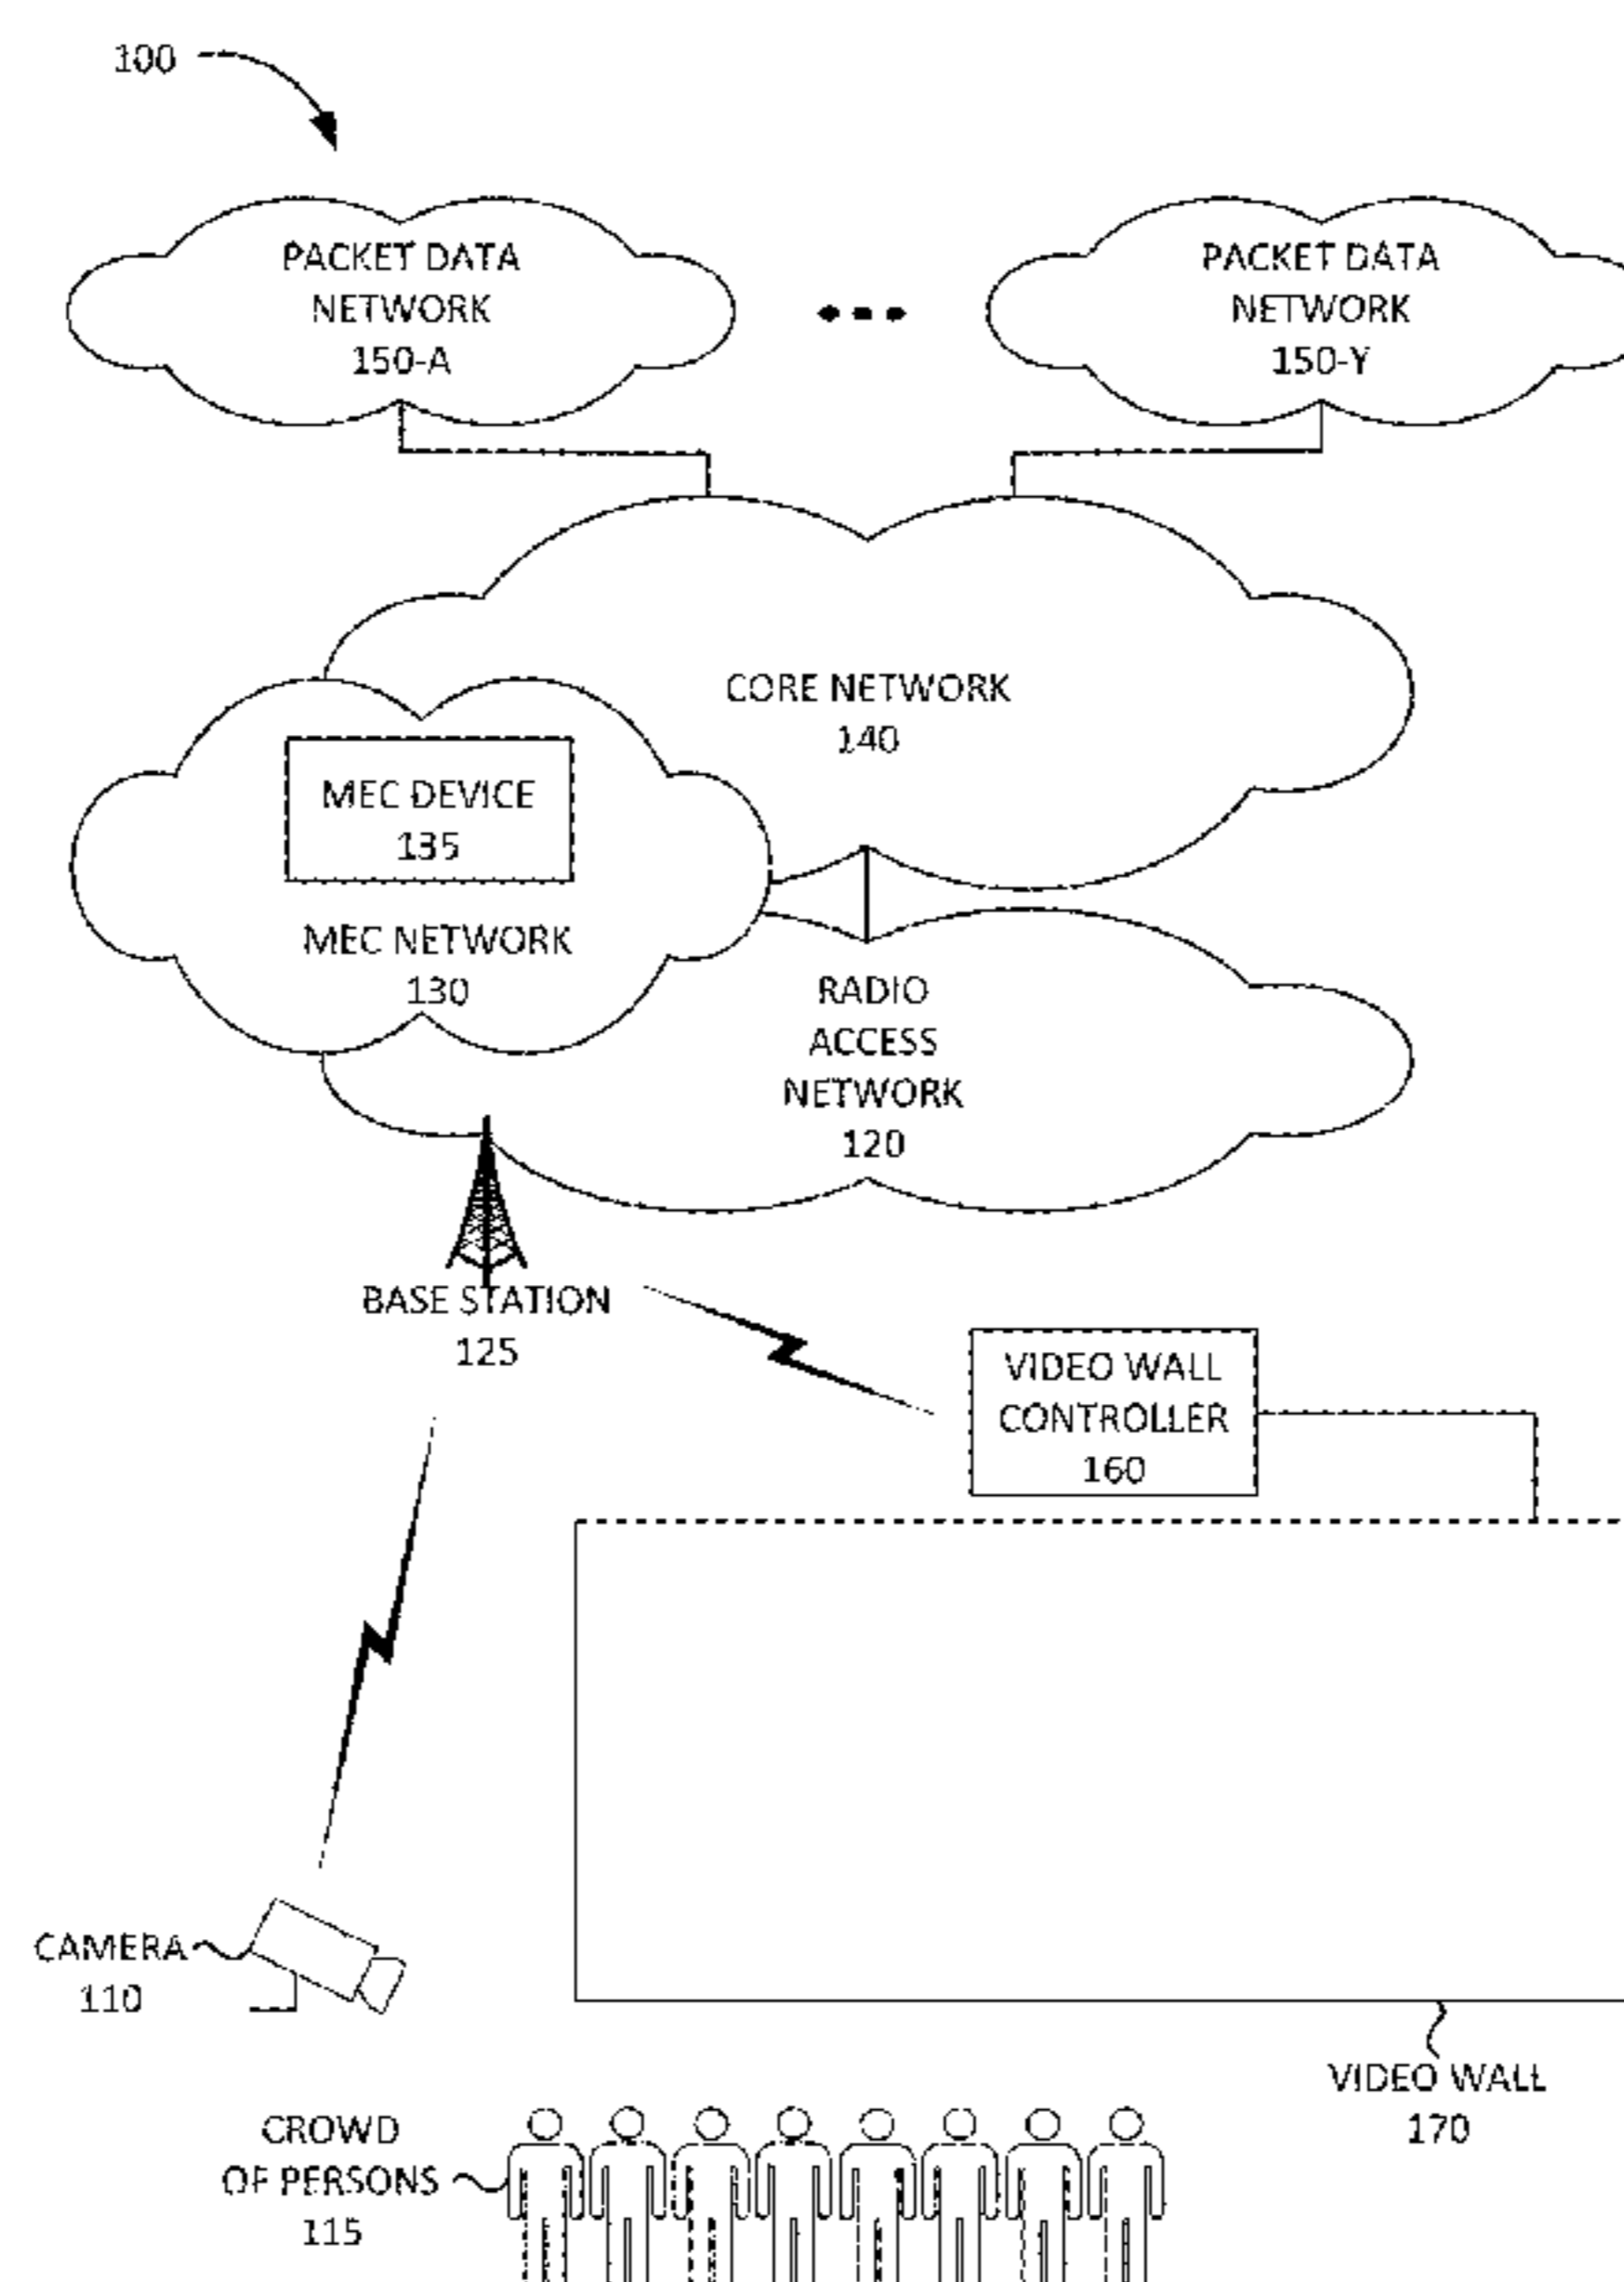 100
PACKET DATA
NETWORK
150-A
PACKET DATA
NETWORK
150-Y
CORE NETWORK
140
MEC DEVICE
135
MEC NETWORK
130
RADIO
ACCESS
NETWORK
120
BASE STATION
125
VIDEO WALL
CONTROLLER
160
CAMERA
110
VIDEO WALL
170
CROWD
OF PERSONS
115